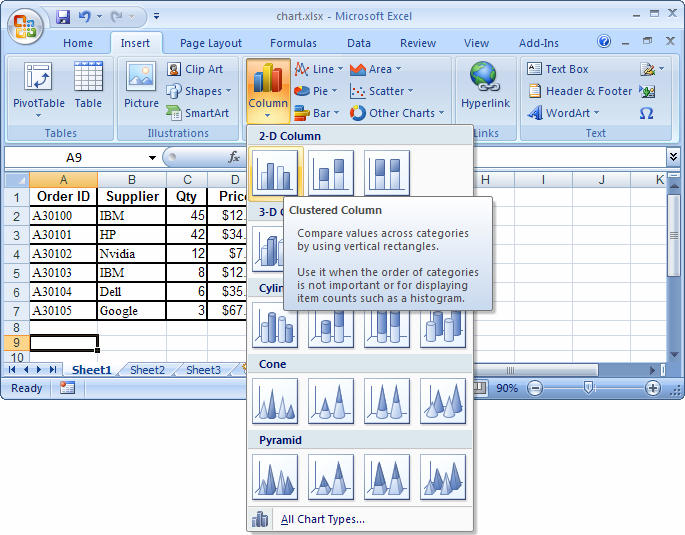 chart.xlsx - Microsoft Excel
Home Insert Page Layout Formulas Data Review View Add-Ins
PivotTable Table Picture Clip Art Shapes SmartArt Column Line Pie Bar Area Scatter Other Charts Hyperlink Text Box Header & Footer WordArt Ω
Tables Illustrations Links Text
A9 fx
A B C D H I J K
1 Order ID Supplier Qty Price
2 A30100 IBM 45 $12.
3 A30101 HP 42 $34.
4 A30102 Nvidia 12 $7.
5 A30103 IBM 8 $12.
6 A30104 Dell 6 $35.
7 A30105 Google 3 $67.
8
9
10
Sheet1 Sheet2 Sheet3
Ready 90%
2-D Column
3-D C
Clustered Column
Compare values across categories
by using vertical rectangles.
Use it when the order of categories
is not important or for displaying
item counts such as a histogram.
Cylin
Cone
Pyramid
All Chart Types...